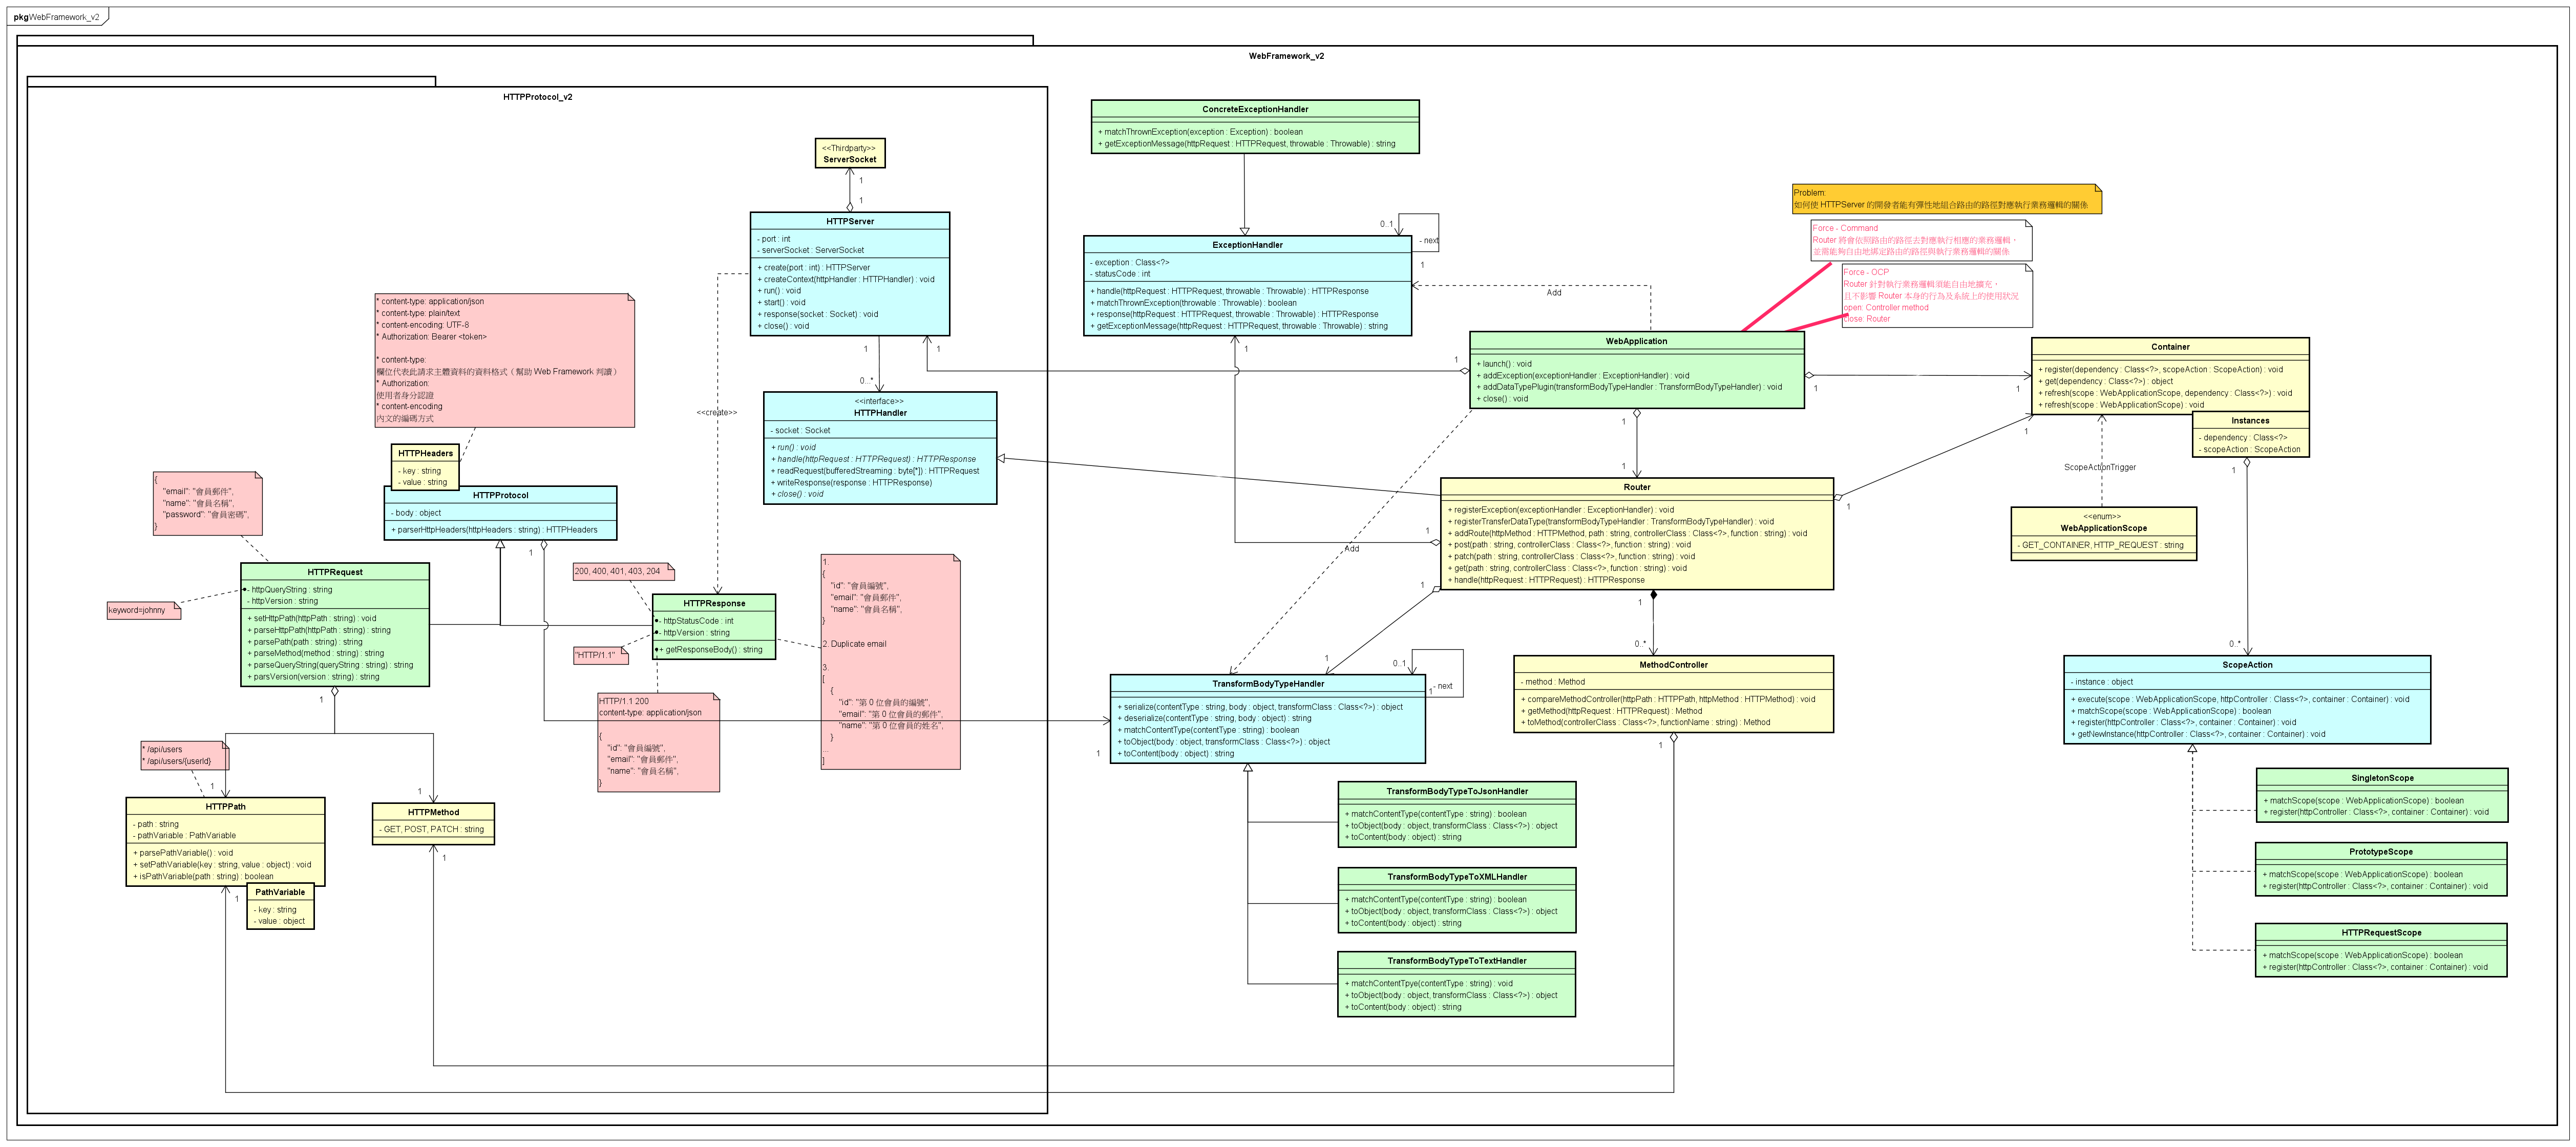 pkg WebFramework_v2
WebFramework_v2
HTTPProtocol_v2
<<Thirdparty>>
ServerSocket
1
1
HTTPServer
- port : int
- serverSocket : ServerSocket
+ create(port : int) : HTTPServer
+ createContext(httpHandler : HTTPHandler) : void
+ run() : void
+ start() : void
+ response(socket : Socket) : void
+ close() : void
1
0...*
1
<<create>>
<<interface>>
HTTPHandler
- socket : Socket
+ run() : void
+ handle(httpRequest : HTTPRequest) : HTTPResponse
+ readRequest(bufferedStreaming : byte[*]) : HTTPRequest
+ writeResponse(response : HTTPResponse)
+ close() : void
* content-type: application/json
* content-type: plain/text
* content-encoding: UTF-8
* Authorization: Bearer <token>
* content-type:
欄位代表此請求主體資料的資料格式（幫助 Web Framework 判讀）
* Authorization:
使用者身分認證
* content-encoding
內文的編碼方式
HTTPHeaders
- key : string
- value : string
HTTPProtocol
- body : object
+ parserHttpHeaders(httpHeaders : string) : HTTPHeaders
1
{
"email": "會員郵件",
"name": "會員名稱",
"password": "會員密碼",
}
HTTPRequest
- httpQueryString : string
- httpVersion : string
+ setHttpPath(httpPath : string) : void
+ parseHttpPath(httpPath : string) : string
+ parsePath(path : string) : string
+ parseMethod(method : string) : string
+ parseQueryString(queryString : string) : string
+ parsVersion(version : string) : string
1
keyword=johnny
200, 400, 401, 403, 204
HTTPResponse
- httpStatusCode : int
- httpVersion : string
+ getResponseBody() : string
"HTTP/1.1"
HTTP/1.1 200
content-type: application/json
{
"id": "會員編號",
"email": "會員郵件",
"name": "會員名稱",
}
1.
{
"id": "會員編號",
"email": "會員郵件",
"name": "會員名稱",
}
2. Duplicate email
3.
[
{
"id": "第 0 位會員的編號",
"email": "第 0 位會員的郵件",
"name": "第 0 位會員的姓名",
}
...
]
* /api/users
* /api/users/{userId}
1
HTTPPath
- path : string
- pathVariable : PathVariable
+ parsePathVariable() : void
+ setPathVariable(key : string, value : object) : void
+ isPathVariable(path : string) : boolean
1
PathVariable
- key : string
- value : object
1
HTTPMethod
- GET, POST, PATCH : string
1
ConcreteExceptionHandler
+ matchThrownException(exception : Exception) : boolean
+ getExceptionMessage(httpRequest : HTTPRequest, throwable : Throwable) : string
0...1
- next
1
ExceptionHandler
- exception : Class<?>
- statusCode : int
+ handle(httpRequest : HTTPRequest, throwable : Throwable) : HTTPResponse
+ matchThrownException(throwable : Throwable) : boolean
+ response(httpRequest : HTTPRequest, throwable : Throwable) : HTTPResponse
+ getExceptionMessage(httpRequest : HTTPRequest, throwable : Throwable) : string
1
Add
Problem:
如何使 HTTPServer 的開發者能有彈性地組合路由的路徑對應執行業務邏輯的關係
Force - Command
Router 將會依照路由的路徑去對應執行相應的業務邏輯，
並需能夠自由地綁定路由的路徑與執行業務邏輯的關係
Force - OCP
Router 針對執行業務邏輯須能自由地擴充，
且不影響 Router 本身的行為及系統上的使用狀況
open: Controller method
close: Router
WebApplication
+ launch() : void
+ addException(exceptionHandler : ExceptionHandler) : void
+ addDataTypePlugin(transformBodyTypeHandler : TransformBodyTypeHandler) : void
+ close() : void
1
1
1
1
1
Container
+ register(dependency : Class<?>, scopeAction : ScopeAction) : void
+ get(dependency : Class<?>) : object
+ refresh(scope : WebApplicationScope, dependency : Class<?>) : void
+ refresh(scope : WebApplicationScope) : void
1
Instances
- dependency : Class<?>
- scopeAction : ScopeAction
1
ScopeActionTrigger
<<enum>>
WebApplicationScope
- GET_CONTAINER, HTTP_REQUEST : string
Router
+ registerException(exceptionHandler : ExceptionHandler) : void
+ registerTransferDataType(transformBodyTypeHandler : TransformBodyTypeHandler) : void
+ addRoute(httpMethod : HTTPMethod, path : string, controllerClass : Class<?>, function : string) : void
+ post(path : string, controllerClass : Class<?>, function : string) : void
+ patch(path : string, controllerClass : Class<?>, function : string) : void
+ get(path : string, controllerClass : Class<?>, function : string) : void
+ handle(httpRequest : HTTPRequest) : HTTPResponse
1
1
1
1
Add
0...*
MethodController
- method : Method
+ compareMethodController(httpPath : HTTPPath, httpMethod : HTTPMethod) : void
+ getMethod(httpRequest : HTTPRequest) : Method
+ toMethod(controllerClass : Class<?>, functionName : string) : Method
1
1
0...1
- next
1
TransformBodyTypeHandler
+ serialize(contentType : string, body : object, transformClass : Class<?>) : object
+ deserialize(contentType : string, body : object) : string
+ matchContentType(contentType : string) : boolean
+ toObject(body : object, transformClass : Class<?>) : object
+ toContent(body : object) : string
1
TransformBodyTypeToJsonHandler
+ matchContentType(contentType : string) : boolean
+ toObject(body : object, transformClass : Class<?>) : object
+ toContent(body : object) : string
TransformBodyTypeToXMLHandler
+ matchContentType(contentType : string) : boolean
+ toObject(body : object, transformClass : Class<?>) : object
+ toContent(body : object) : string
TransformBodyTypeToTextHandler
+ matchContentTpye(contentType : string) : void
+ toObject(body : object, transformClass : Class<?>) : object
+ toContent(body : object) : string
0...*
ScopeAction
- instance : object
+ execute(scope : WebApplicationScope, httpController : Class<?>, container : Container) : void
+ matchScope(scope : WebApplicationScope) : boolean
+ register(httpController : Class<?>, container : Container) : void
+ getNewInstance(httpController : Class<?>, container : Container) : void
SingletonScope
+ matchScope(scope : WebApplicationScope) : boolean
+ register(httpController : Class<?>, container : Container) : void
PrototypeScope
+ matchScope(scope : WebApplicationScope) : boolean
+ register(httpController : Class<?>, container : Container) : void
HTTPRequestScope
+ matchScope(scope : WebApplicationScope) : boolean
+ register(httpController : Class<?>, container : Container) : void